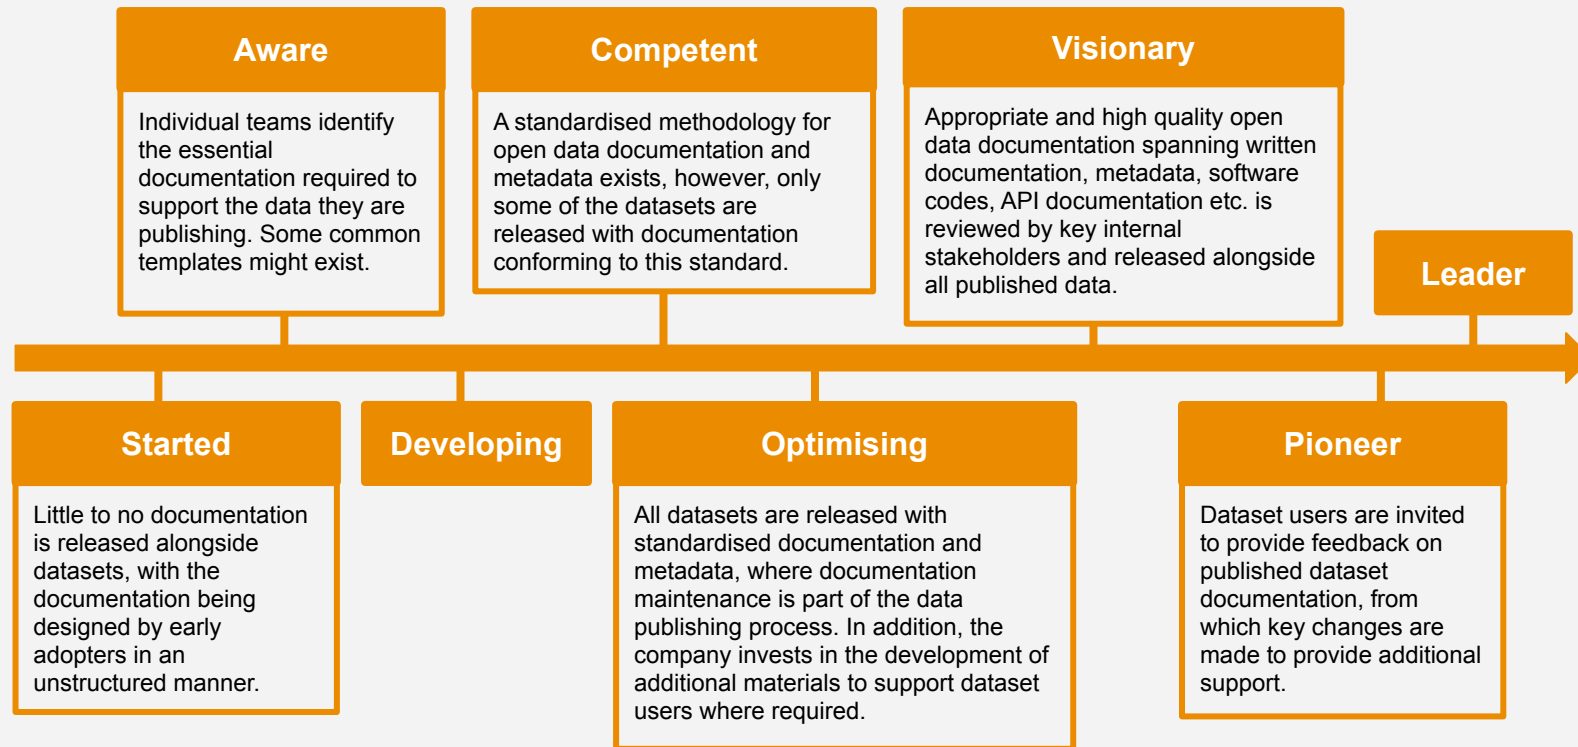 Aware
Individual teams identify
the essential
documentation required to
support the data they are
publishing. Some common
templates might exist.
Competent
A standardised methodology for
open data documentation and
metadata exists, however, only
some of the datasets are
released with documentation
conforming to this standard.
Visionary
Appropriate and high quality open
data documentation spanning written
documentation, metadata, software
codes, API documentation etc. is
reviewed by key internal
stakeholders and released alongside
all published data.
Leader
Started
Little to no documentation
is released alongside
datasets, with the
documentation being
designed by early
adopters in an
unstructured manner.
Developing
Optimising
All datasets are released with
standardised documentation and
metadata, where documentation
maintenance is part of the data
publishing process. In addition, the
company invests in the development of
additional materials to support dataset
users where required.
Pioneer
Dataset users are invited
to provide feedback on
published dataset
documentation, from
which key changes are
made to provide additional
support.